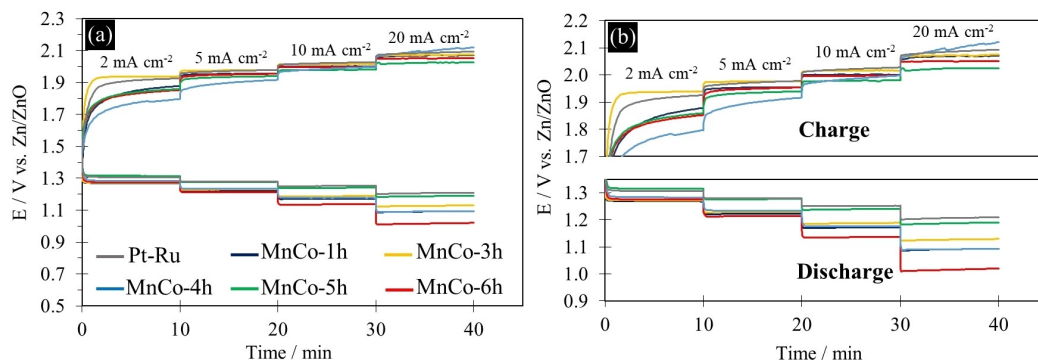 (a)
2 mA cm-2
5 mA cm-2
10 mA cm-2
20 mA cm-2
E / V vs. Zn/ZnO
2.3
2.1
1.9
1.7
1.5
1.3
1.1
0.9
0.7
0.5
Pt-Ru
MnCo-1h
MnCo-3h
MnCo-4h
MnCo-5h
MnCo-6h
0
10
20
30
40
Time / min
(b)
2 mA cm-2
5 mA cm-2
10 mA cm-2
20 mA cm-2
E / V vs. Zn/ZnO
2.2
2.1
2.0
1.9
1.8
1.7
Charge
1.3
1.2
1.1
1.0
0.9
Discharge
0
10
20
30
40
Time / min